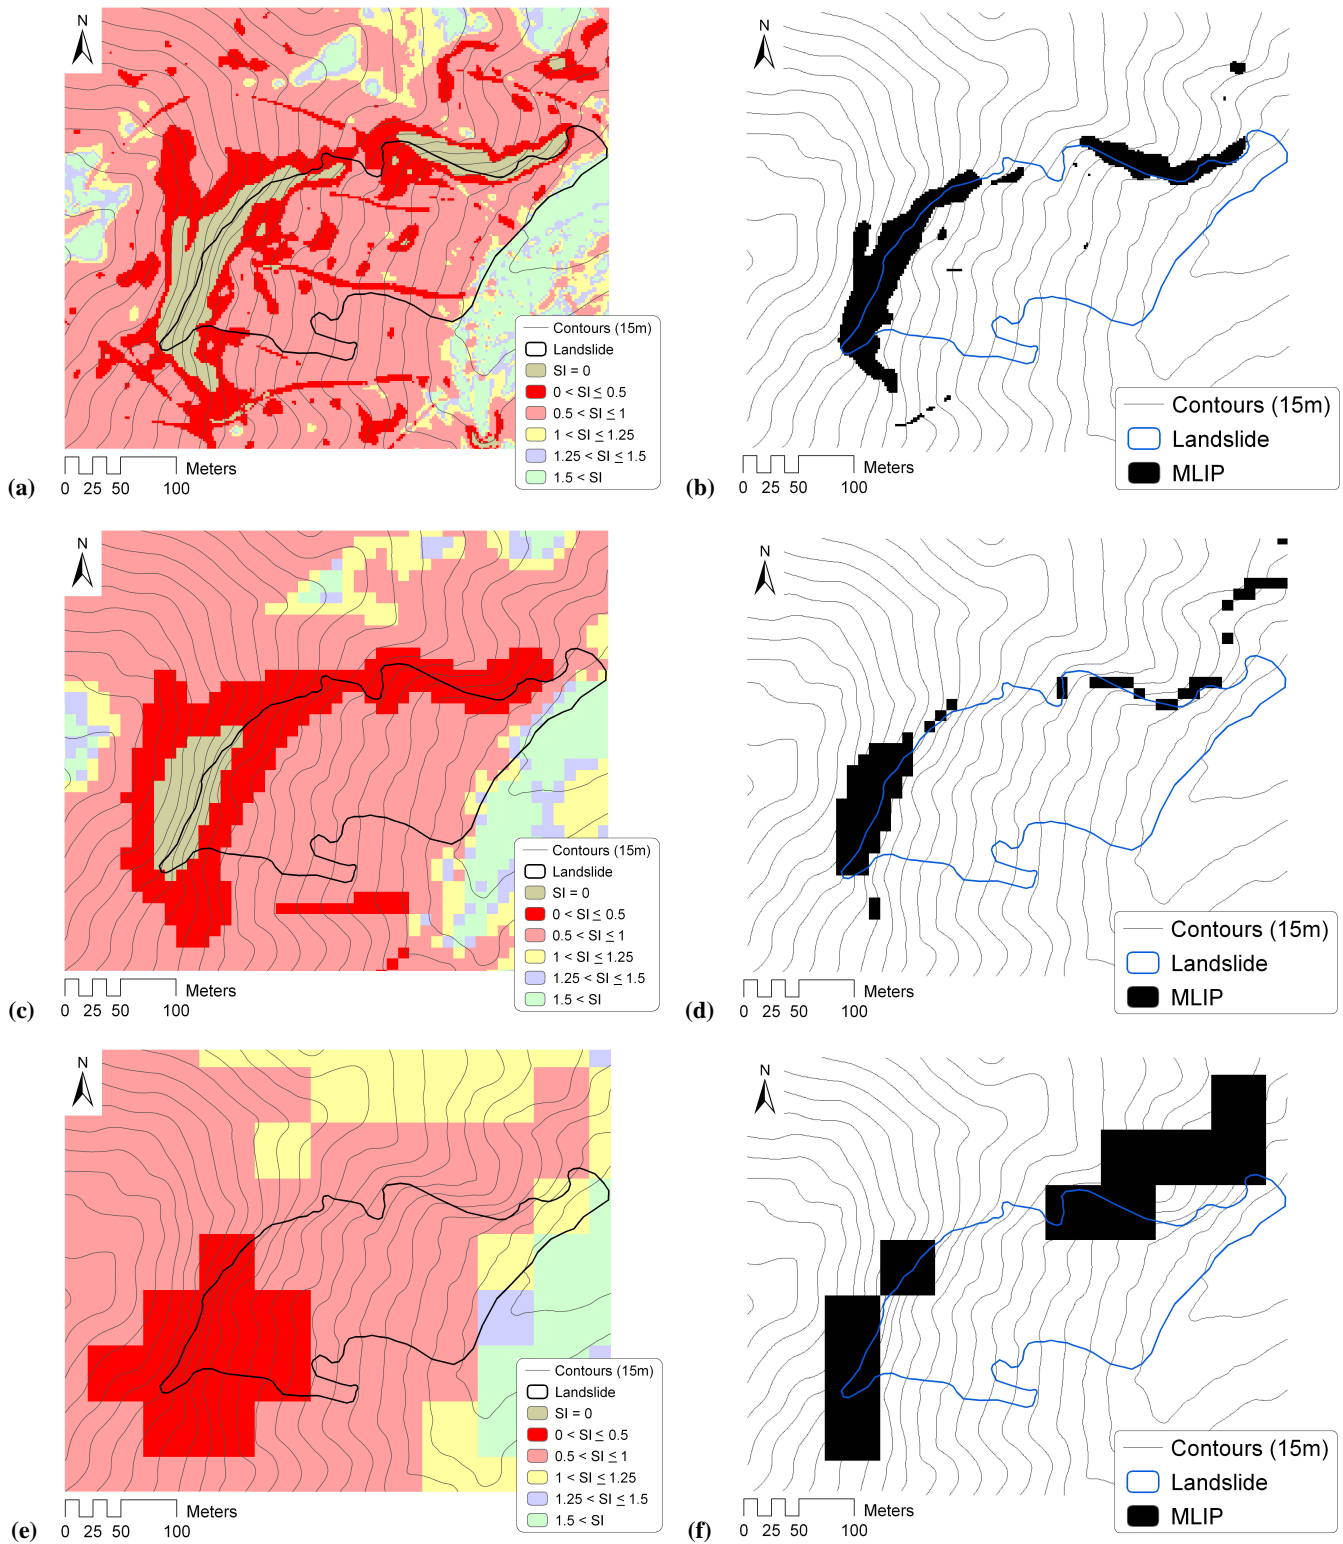 N
Contours (15m)
Landslide
SI = 0
0 < SI ≤ 0.5
0.5 < SI ≤ 1
1 < SI ≤ 1.25
1.25 < SI ≤ 1.5
1.5 < SI
(a)
Meters
0 25 50 100
N
Contours (15m)
Landslide
MLIP
(b)
Meters
0 25 50 100
N
Contours (15m)
Landslide
SI = 0
0 < SI ≤ 0.5
0.5 < SI ≤ 1
1 < SI ≤ 1.25
1.25 < SI ≤ 1.5
1.5 < SI
(c)
Meters
0 25 50 100
N
Contours (15m)
Landslide
MLIP
(d)
Meters
0 25 50 100
N
Contours (15m)
Landslide
SI = 0
0 < SI ≤ 0.5
0.5 < SI ≤ 1
1 < SI ≤ 1.25
1.25 < SI ≤ 1.5
1.5 < SI
(e)
Meters
0 25 50 100
N
Contours (15m)
Landslide
MLIP
(f)
Meters
0 25 50 100